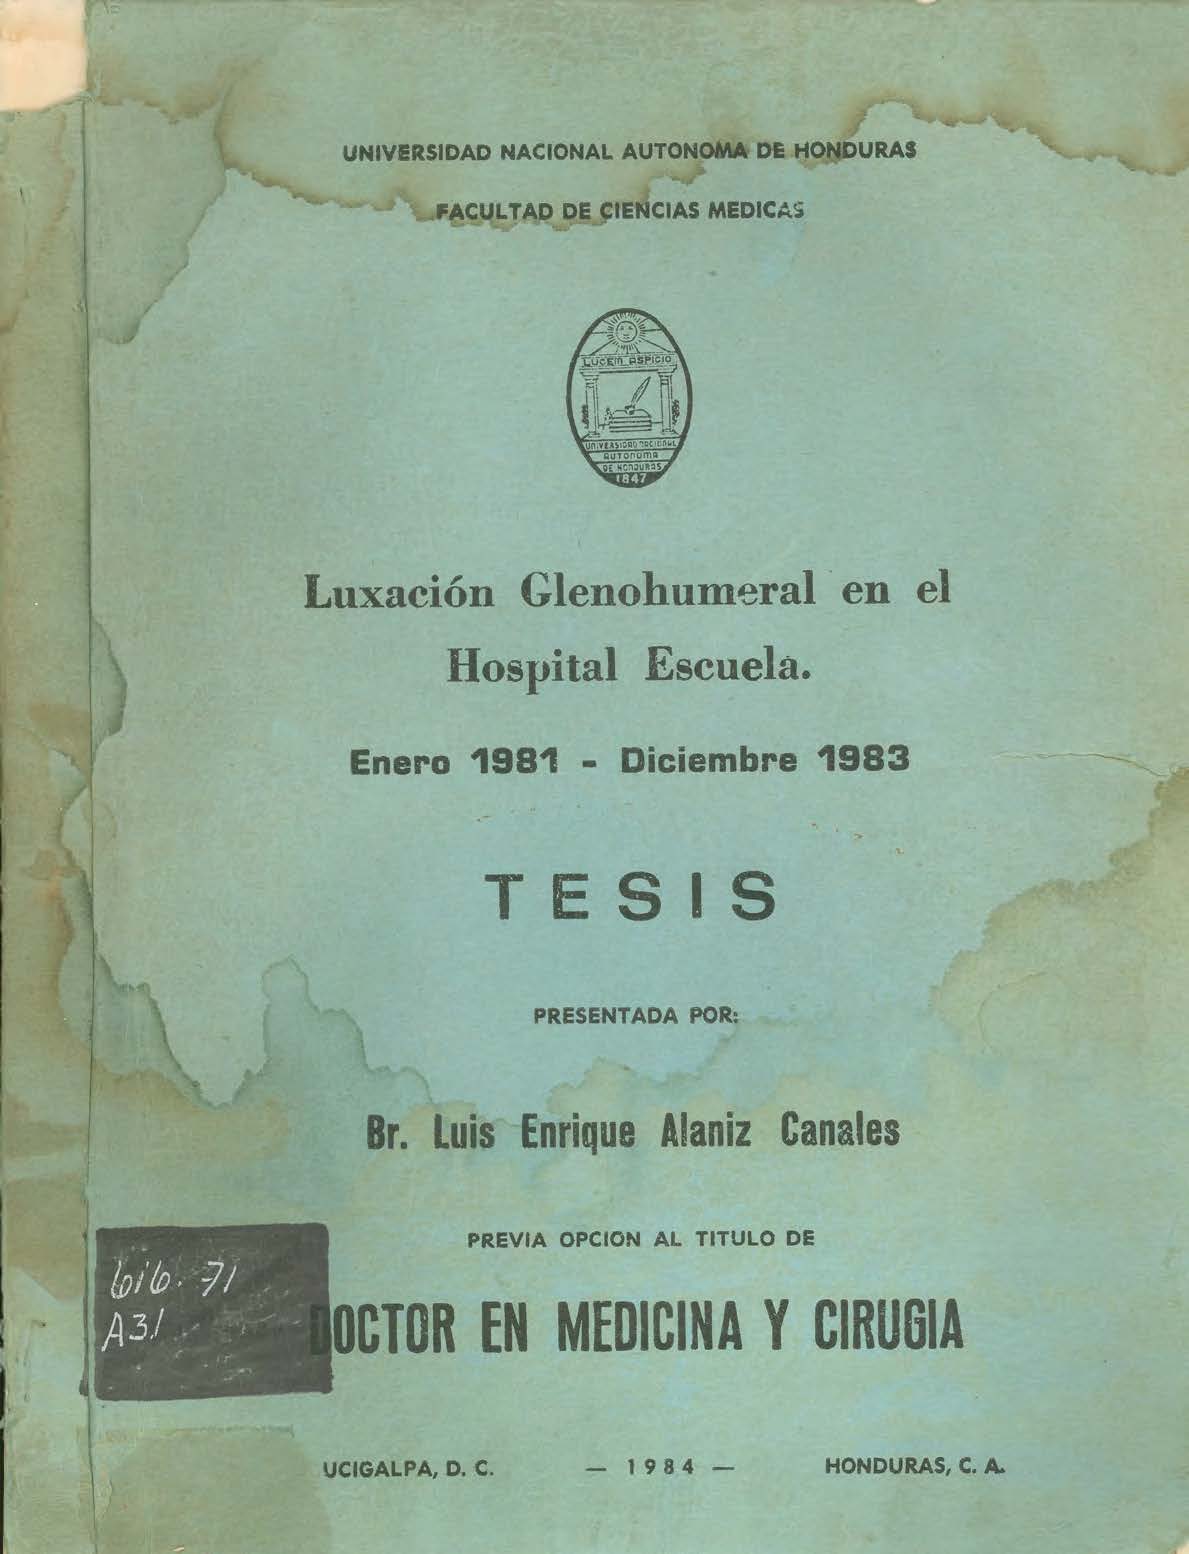 UNIVERSIDAD NACIONAL AUTONOMA DE HONDURAS
FACULTAD DE CIENCIAS MEDICAS
LUCEM ASPICIO
UNIVERSIDAD NACIONAL
AUTONOMA
DE HONDURAS
1847
Luxación Glenohumeral en el
Hospital Escuela.
Enero 1981 - Diciembre 1983
TESIS
PRESENTADA POR:
Br. Luis Enrique Alaniz Canales
PREVIA OPCION AL TITULO DE
616.71
A31
DOCTOR EN MEDICINA Y CIRUGIA
UCIGALPA, D. C. — 1984 — HONDURAS, C. A.